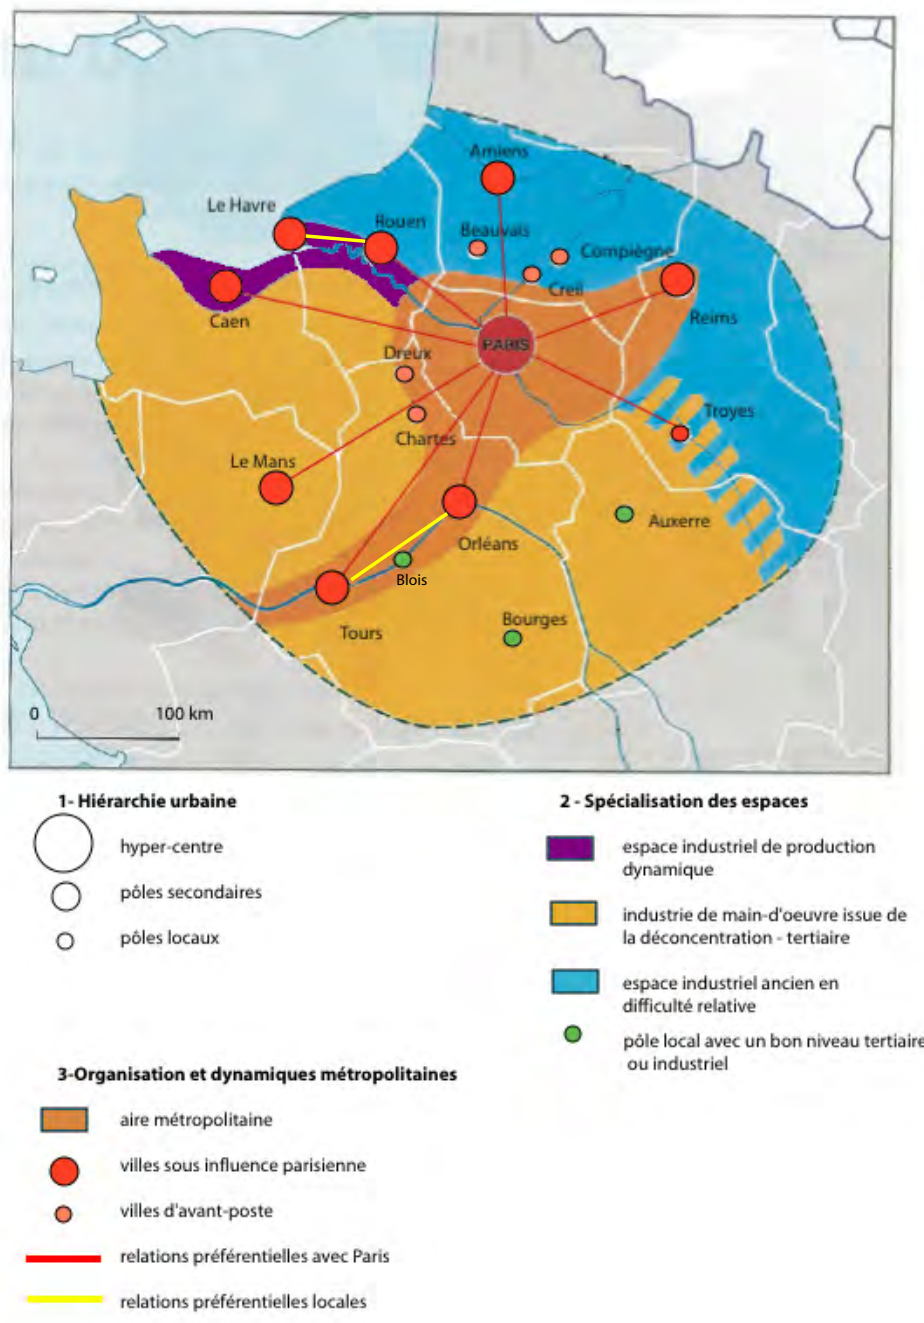 Amiens
Le Havre
Rouen
Beauvais
Compiègne
Creil
Reims
Caen
PARIS
Dreux
Troyes
Chartes
Le Mans
Auxerre
Orléans
Blois
Bourges
Tours
0 100 km
1- Hiérarchie urbaine
hyper-centre
pôles secondaires
pôles locaux
2 - Spécialisation des espaces
espace industriel de production
dynamique
industrie de main-d'oeuvre issue de
la déconcentration - tertiaire
espace industriel ancien en
difficulté relative
pôle local avec un bon niveau tertiaire
ou industriel
3-Organisation et dynamiques métropolitaines
aire métropolitaine
villes sous influence parisienne
villes d'avant-poste
relations préférentielles avec Paris
relations préférentielles locales